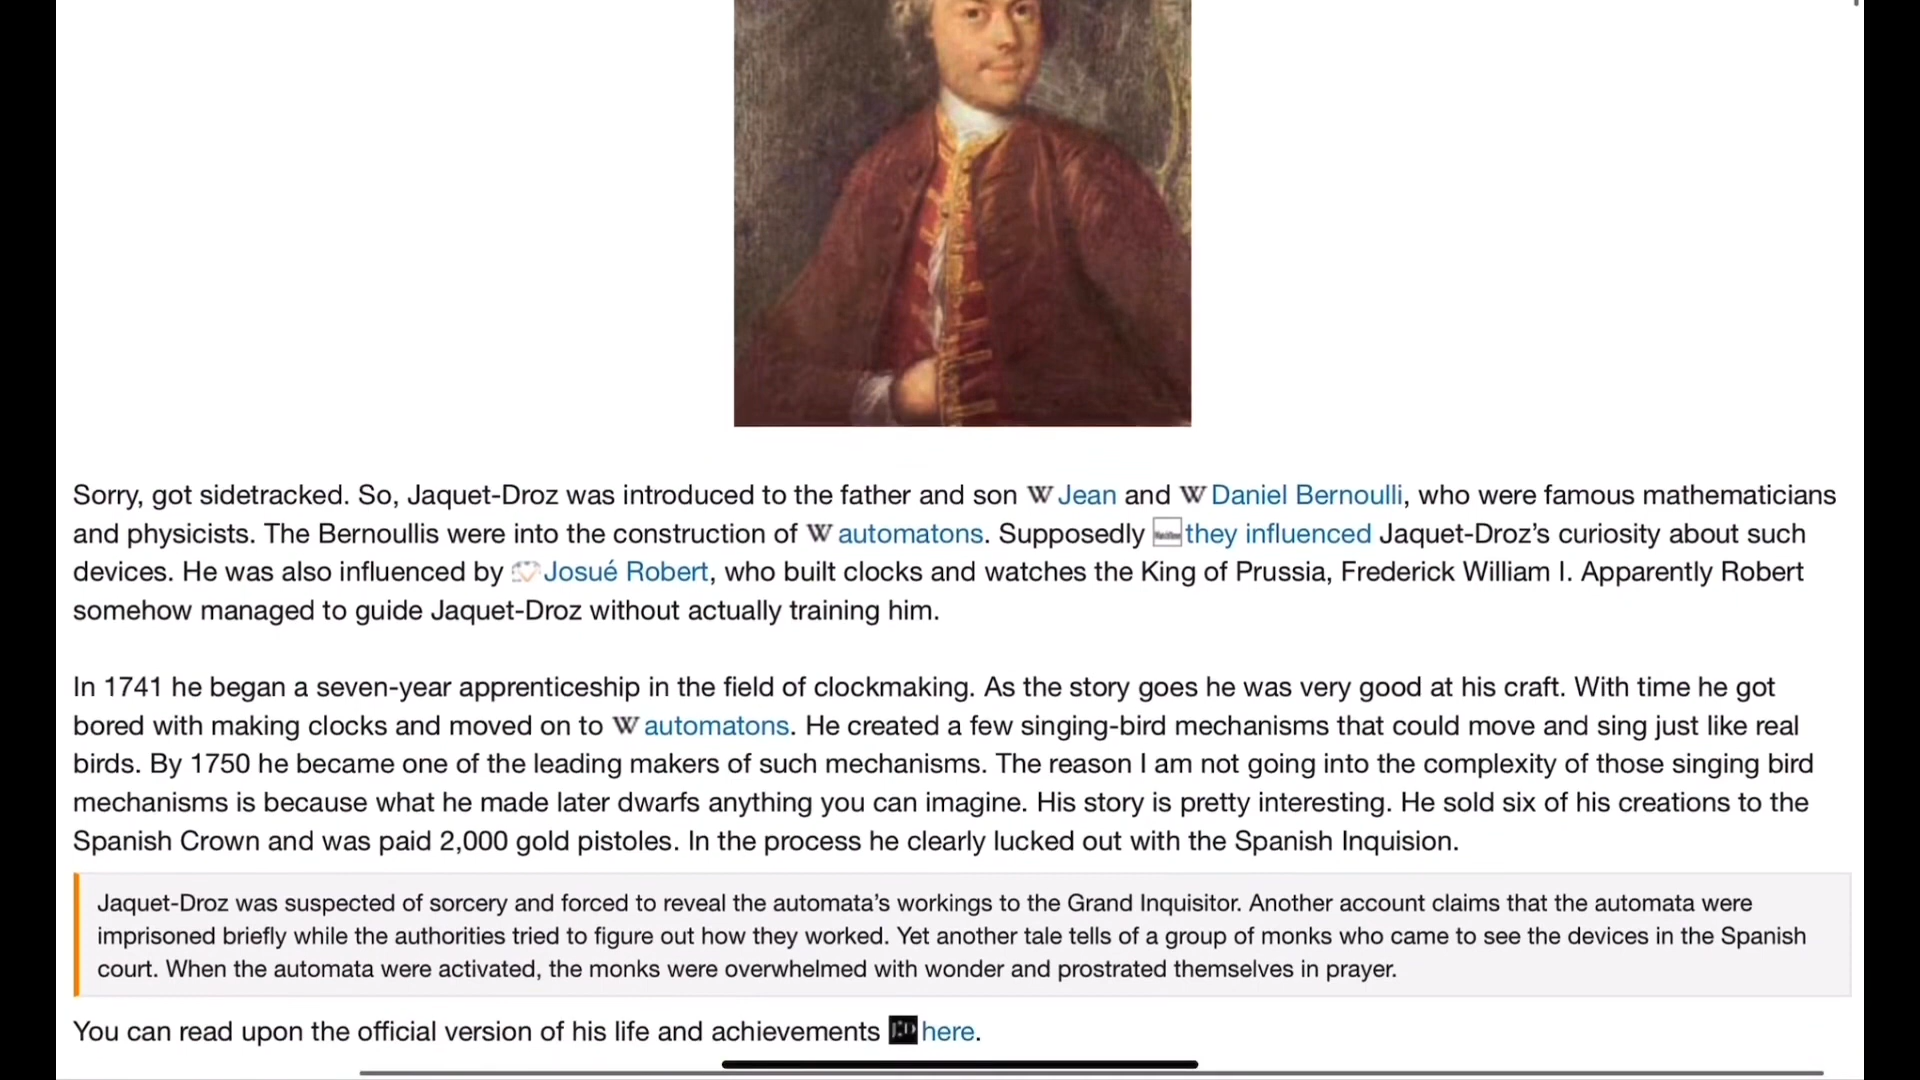 Sorry, got sidetracked. So, Jaquet-Droz was introduced to the father and son W Jean and W Daniel Bernoulli, who were famous mathematicians
and physicists. The Bernoullis were into the construction of W automatons. Supposedly they influenced Jaquet-Droz’s curiosity about such
devices. He was also influenced by Josué Robert, who built clocks and watches the King of Prussia, Frederick William I. Apparently Robert
somehow managed to guide Jaquet-Droz without actually training him.
In 1741 he began a seven-year apprenticeship in the field of clockmaking. As the story goes he was very good at his craft. With time he got
bored with making clocks and moved on to W automatons. He created a few singing-bird mechanisms that could move and sing just like real
birds. By 1750 he became one of the leading makers of such mechanisms. The reason I am not going into the complexity of those singing bird
mechanisms is because what he made later dwarfs anything you can imagine. His story is pretty interesting. He sold six of his creations to the
Spanish Crown and was paid 2,000 gold pistoles. In the process he clearly lucked out with the Spanish Inquision.
Jaquet-Droz was suspected of sorcery and forced to reveal the automata’s workings to the Grand Inquisitor. Another account claims that the automata were
imprisoned briefly while the authorities tried to figure out how they worked. Yet another tale tells of a group of monks who came to see the devices in the Spanish
court. When the automata were activated, the monks were overwhelmed with wonder and prostrated themselves in prayer.
You can read upon the official version of his life and achievements here.